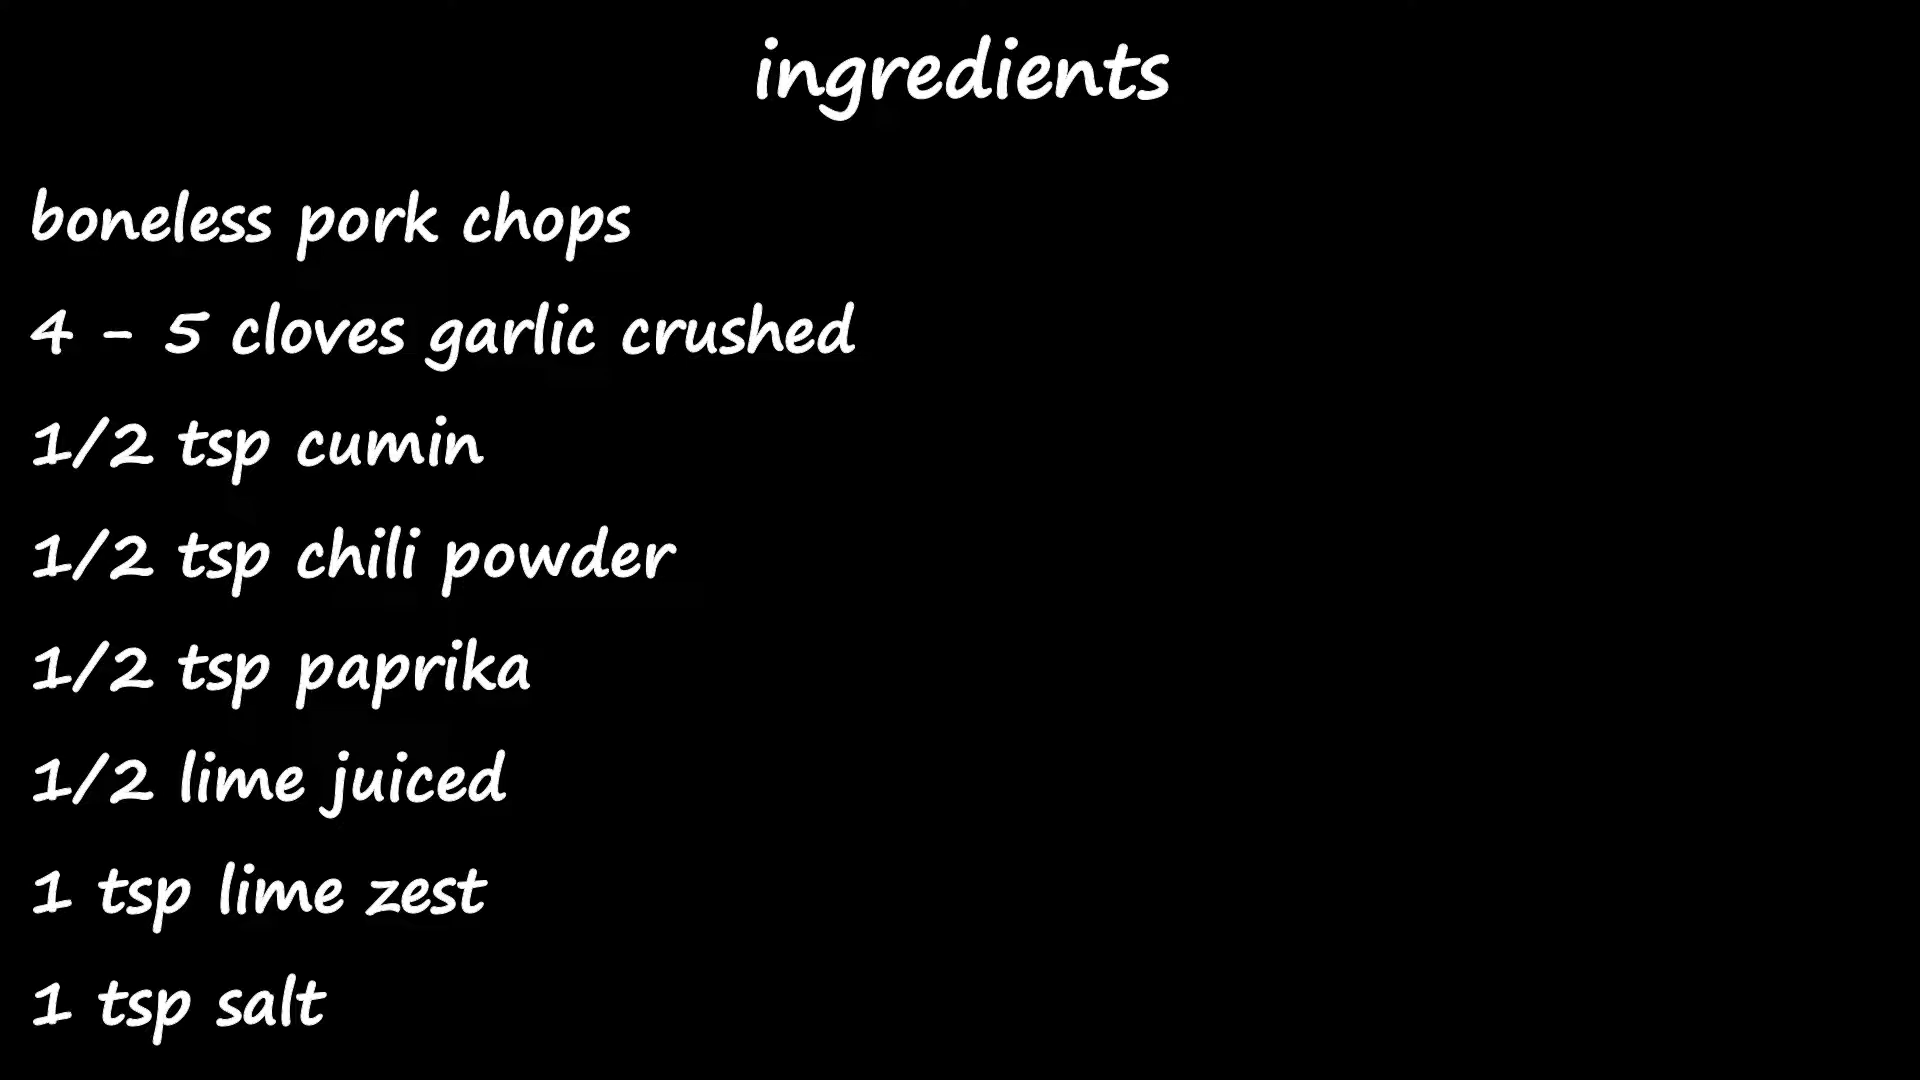 ingredients
boneless pork chops
4 - 5 cloves garlic crushed
1/2 tsp cumin
1/2 tsp chili powder
1/2 tsp paprika
1/2 lime juiced
1 tsp lime zest
1 tsp salt